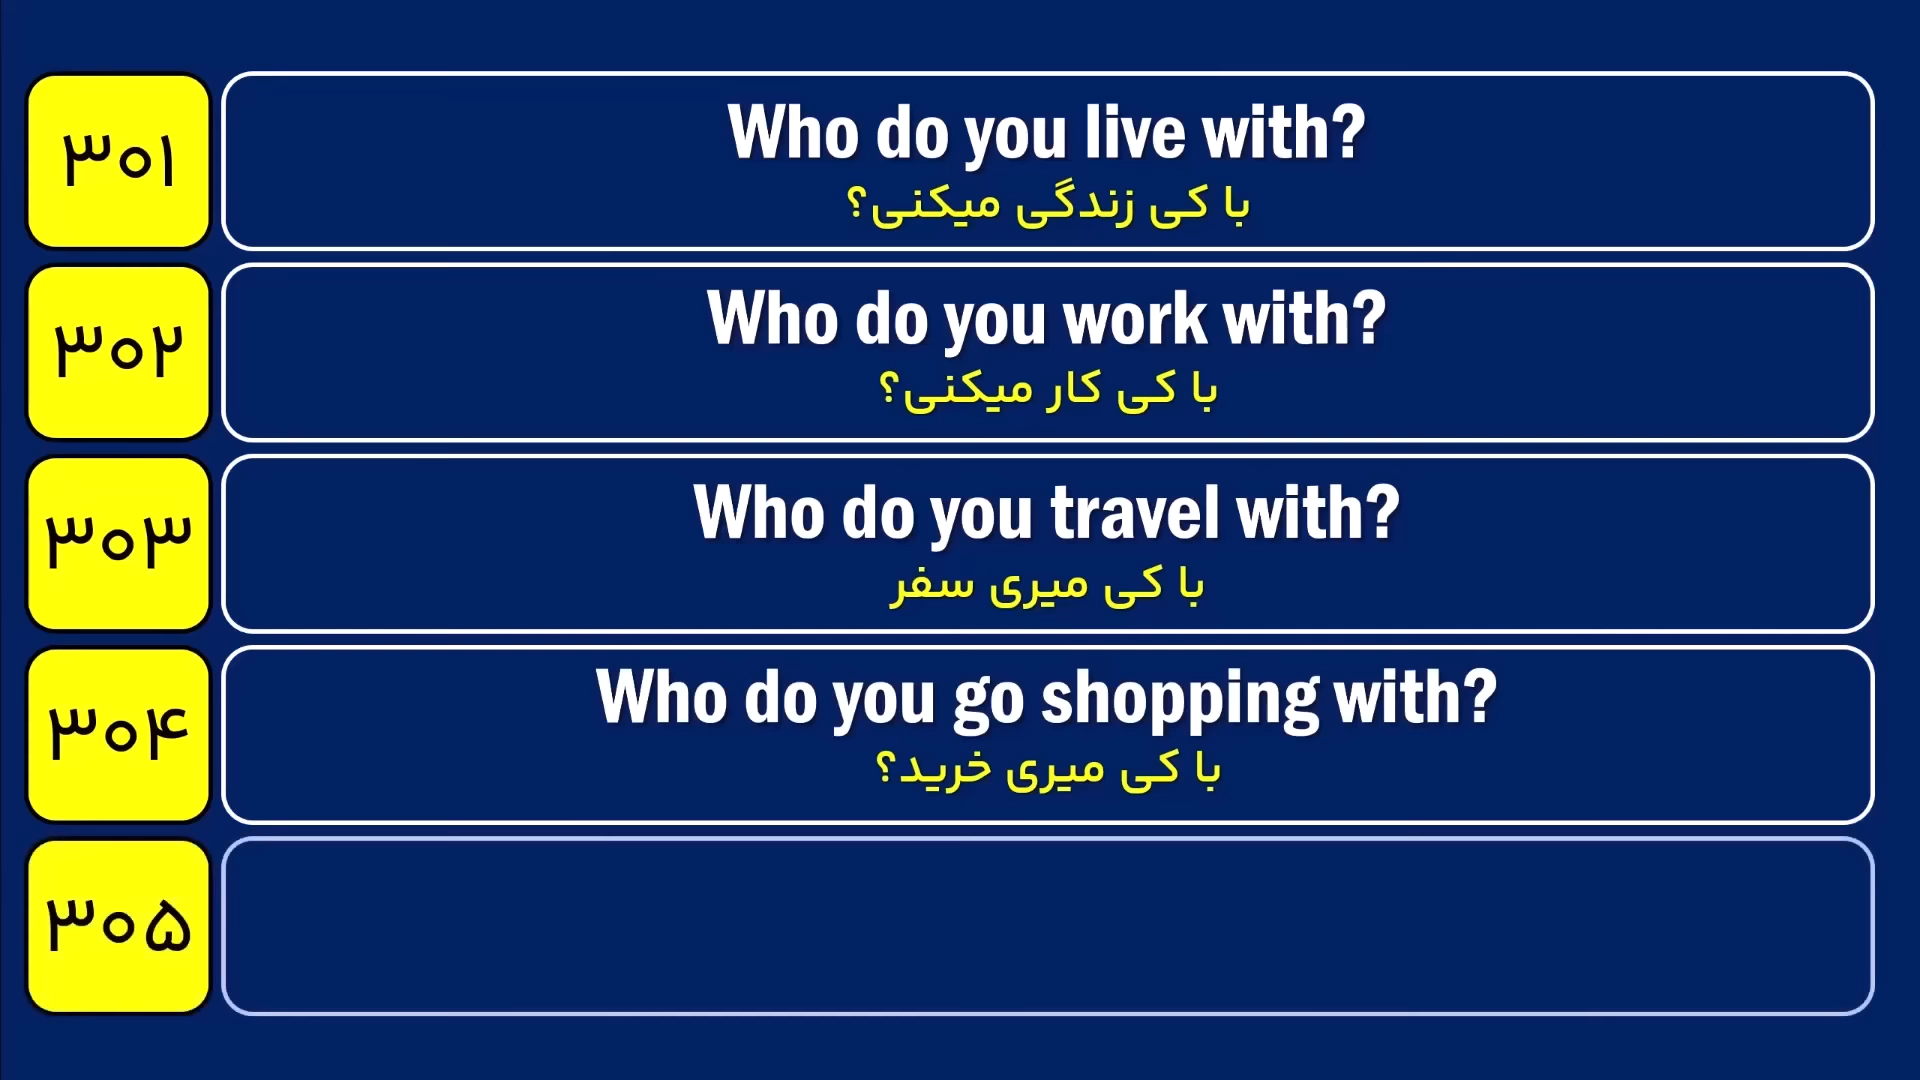 ۳۰۱
Who do you live with?
با کی زندگی میکنی؟
۳۰۲
Who do you work with?
با کی کار میکنی؟
۳۰۳
Who do you travel with?
با کی میری سفر
۳۰۴
Who do you go shopping with?
با کی میری خرید؟
۳۰۵